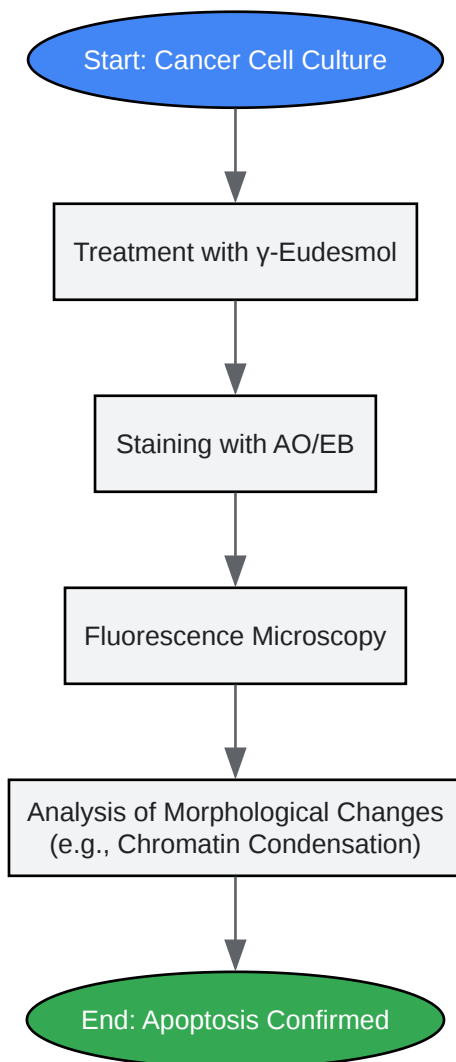 Start: Cancer Cell Culture
Treatment with γ-Eudesmol
Staining with AO/EB
Fluorescence Microscopy
Analysis of Morphological Changes
(e.g., Chromatin Condensation)
End: Apoptosis Confirmed